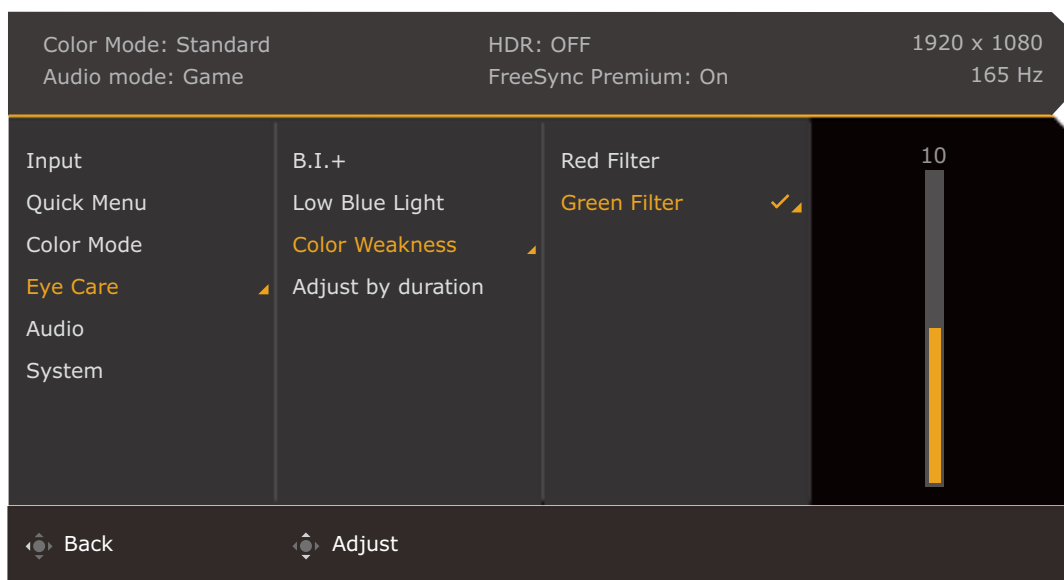 Color Mode: Standard
Audio mode: Game
HDR: OFF
FreeSync Premium: On
1920 x 1080
165 Hz
Input
Quick Menu
Color Mode
Eye Care
Audio
System
B.I.+
Low Blue Light
Color Weakness
Adjust by duration
Red Filter
Green Filter
10
Back
Adjust